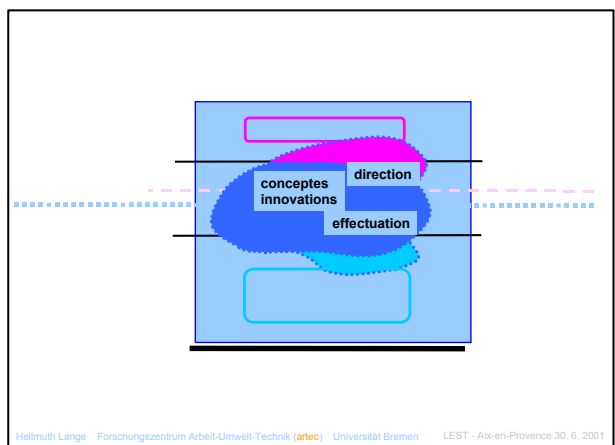 direction
conceptes
innovations
effectuation
Hellmuth Lange Forschungszentrum Arbeit-Umwelt-Technik (artec) Universität Bremen LEST - Aix-en-Provence 30. 6. 2001